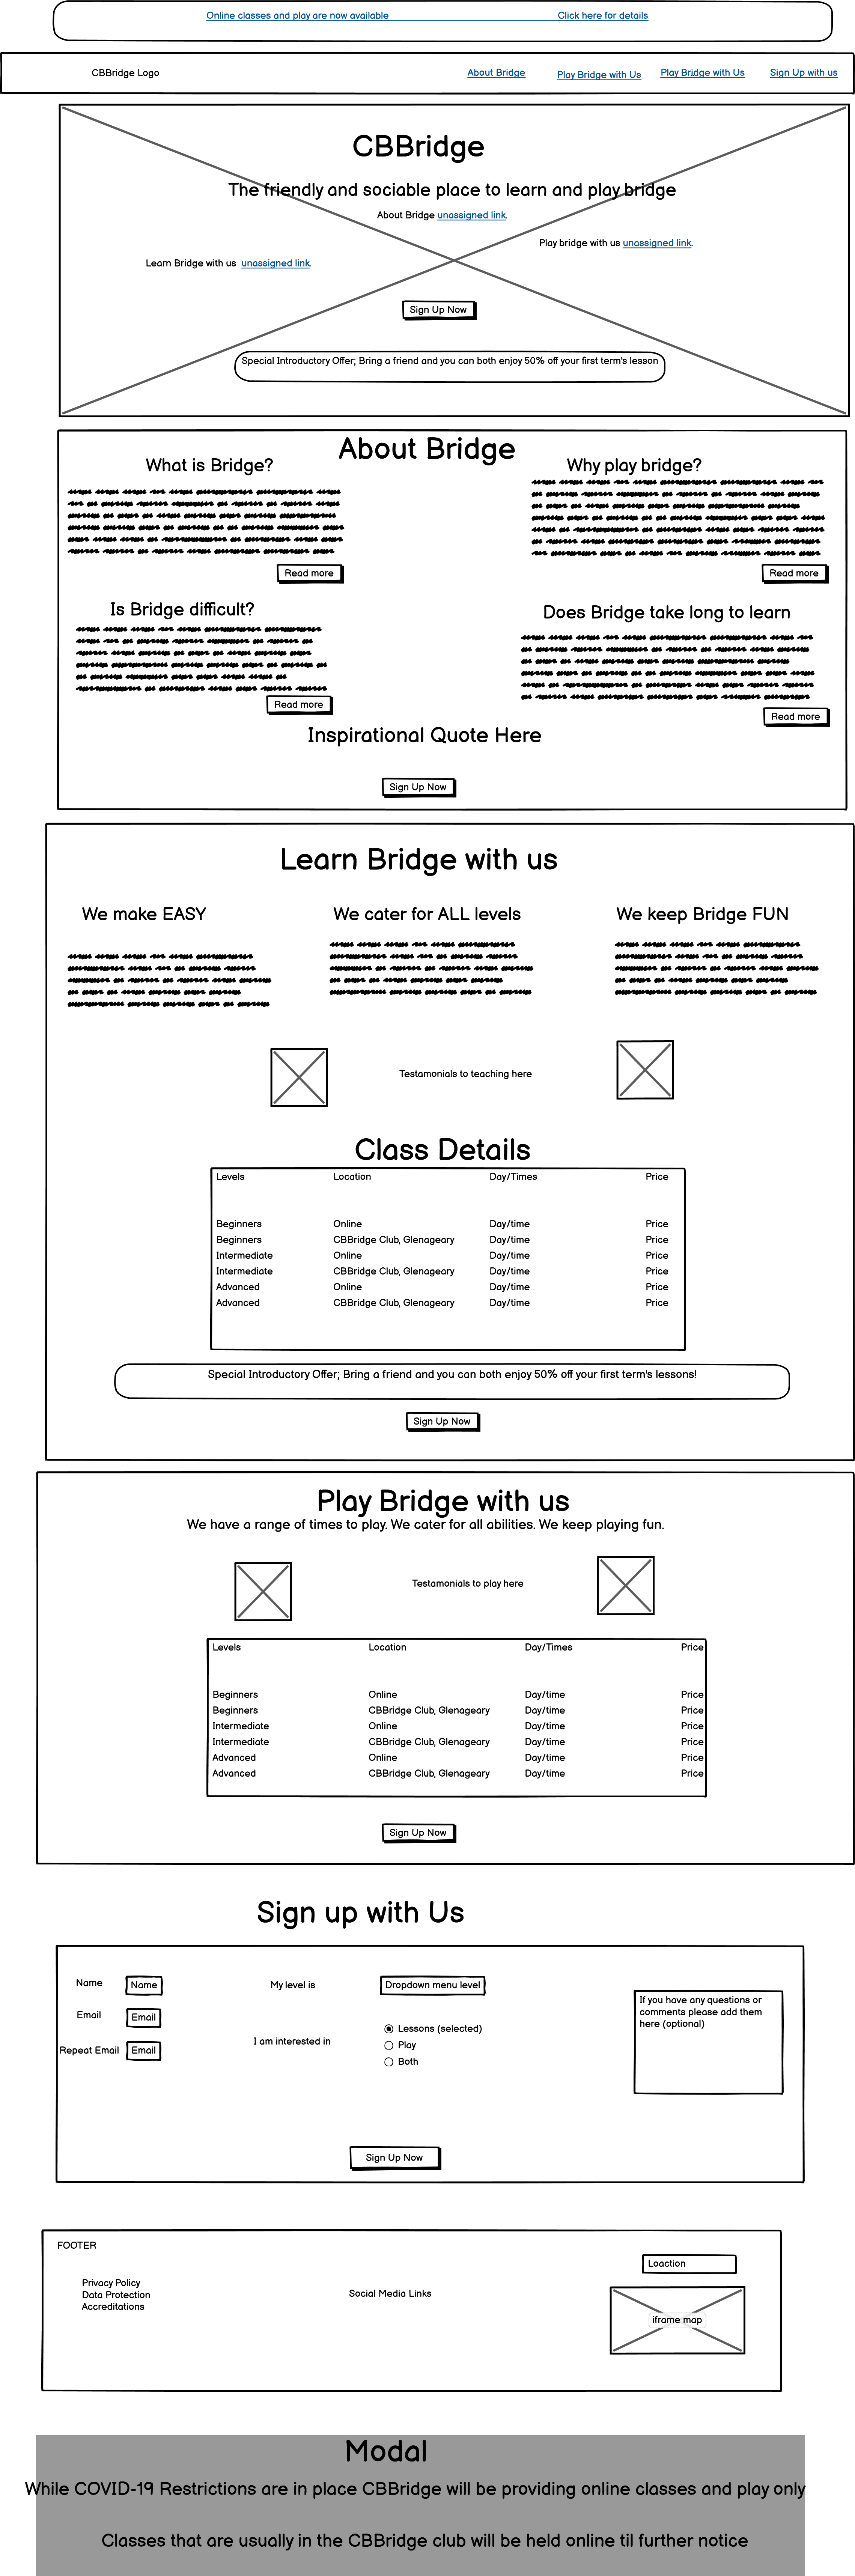 Online classes and play are now available Click here for details
CBBridge Logo About Bridge Play Bridge with Us Play Bridge with Us Sign Up with us
CBBridge
The friendly and sociable place to learn and play bridge
About Bridge unassigned link.
Play bridge with us unassigned link.
Learn Bridge with us unassigned link.
Sign Up Now
Special Introductory Offer; Bring a friend and you can both enjoy 50% off your first term's lesson
About Bridge
What is Bridge? Why play bridge?
Read more Read more
Is Bridge difficult? Does Bridge take long to learn
Read more Read more
Inspirational Quote Here
Sign Up Now
Learn Bridge with us
We make EASY We cater for ALL levels We keep Bridge FUN
Testamonials to teaching here
Class Details
Levels Location Day/Times Price
Beginners Online Day/time Price
Beginners CBBridge Club, Glenageary Day/time Price
Intermediate Online Day/time Price
Intermediate CBBridge Club, Glenageary Day/time Price
Advanced Online Day/time Price
Advanced CBBridge Club, Glenageary Day/time Price
Special Introductory Offer; Bring a friend and you can both enjoy 50% off your first term's lessons!
Sign Up Now
Play Bridge with us
We have a range of times to play. We cater for all abilities. We keep playing fun.
Testamonials to play here
Levels Location Day/Times Price
Beginners Online Day/time Price
Beginners CBBridge Club, Glenageary Day/time Price
Intermediate Online Day/time Price
Intermediate CBBridge Club, Glenageary Day/time Price
Advanced Online Day/time Price
Advanced CBBridge Club, Glenageary Day/time Price
Sign Up Now
Sign up with Us
Name Name My level is Dropdown menu level
Email Email
Repeat Email Email
I am interested in
Lessons (selected)
Play
Both
If you have any questions or
comments please add them
here (optional)
Sign Up Now
FOOTER
Privacy Policy
Data Protection
Accreditations
Social Media Links
Loaction
iframe map
Modal
While COVID-19 Restrictions are in place CBBridge will be providing online classes and play only
Classes that are usually in the CBBridge club will be held online til further notice